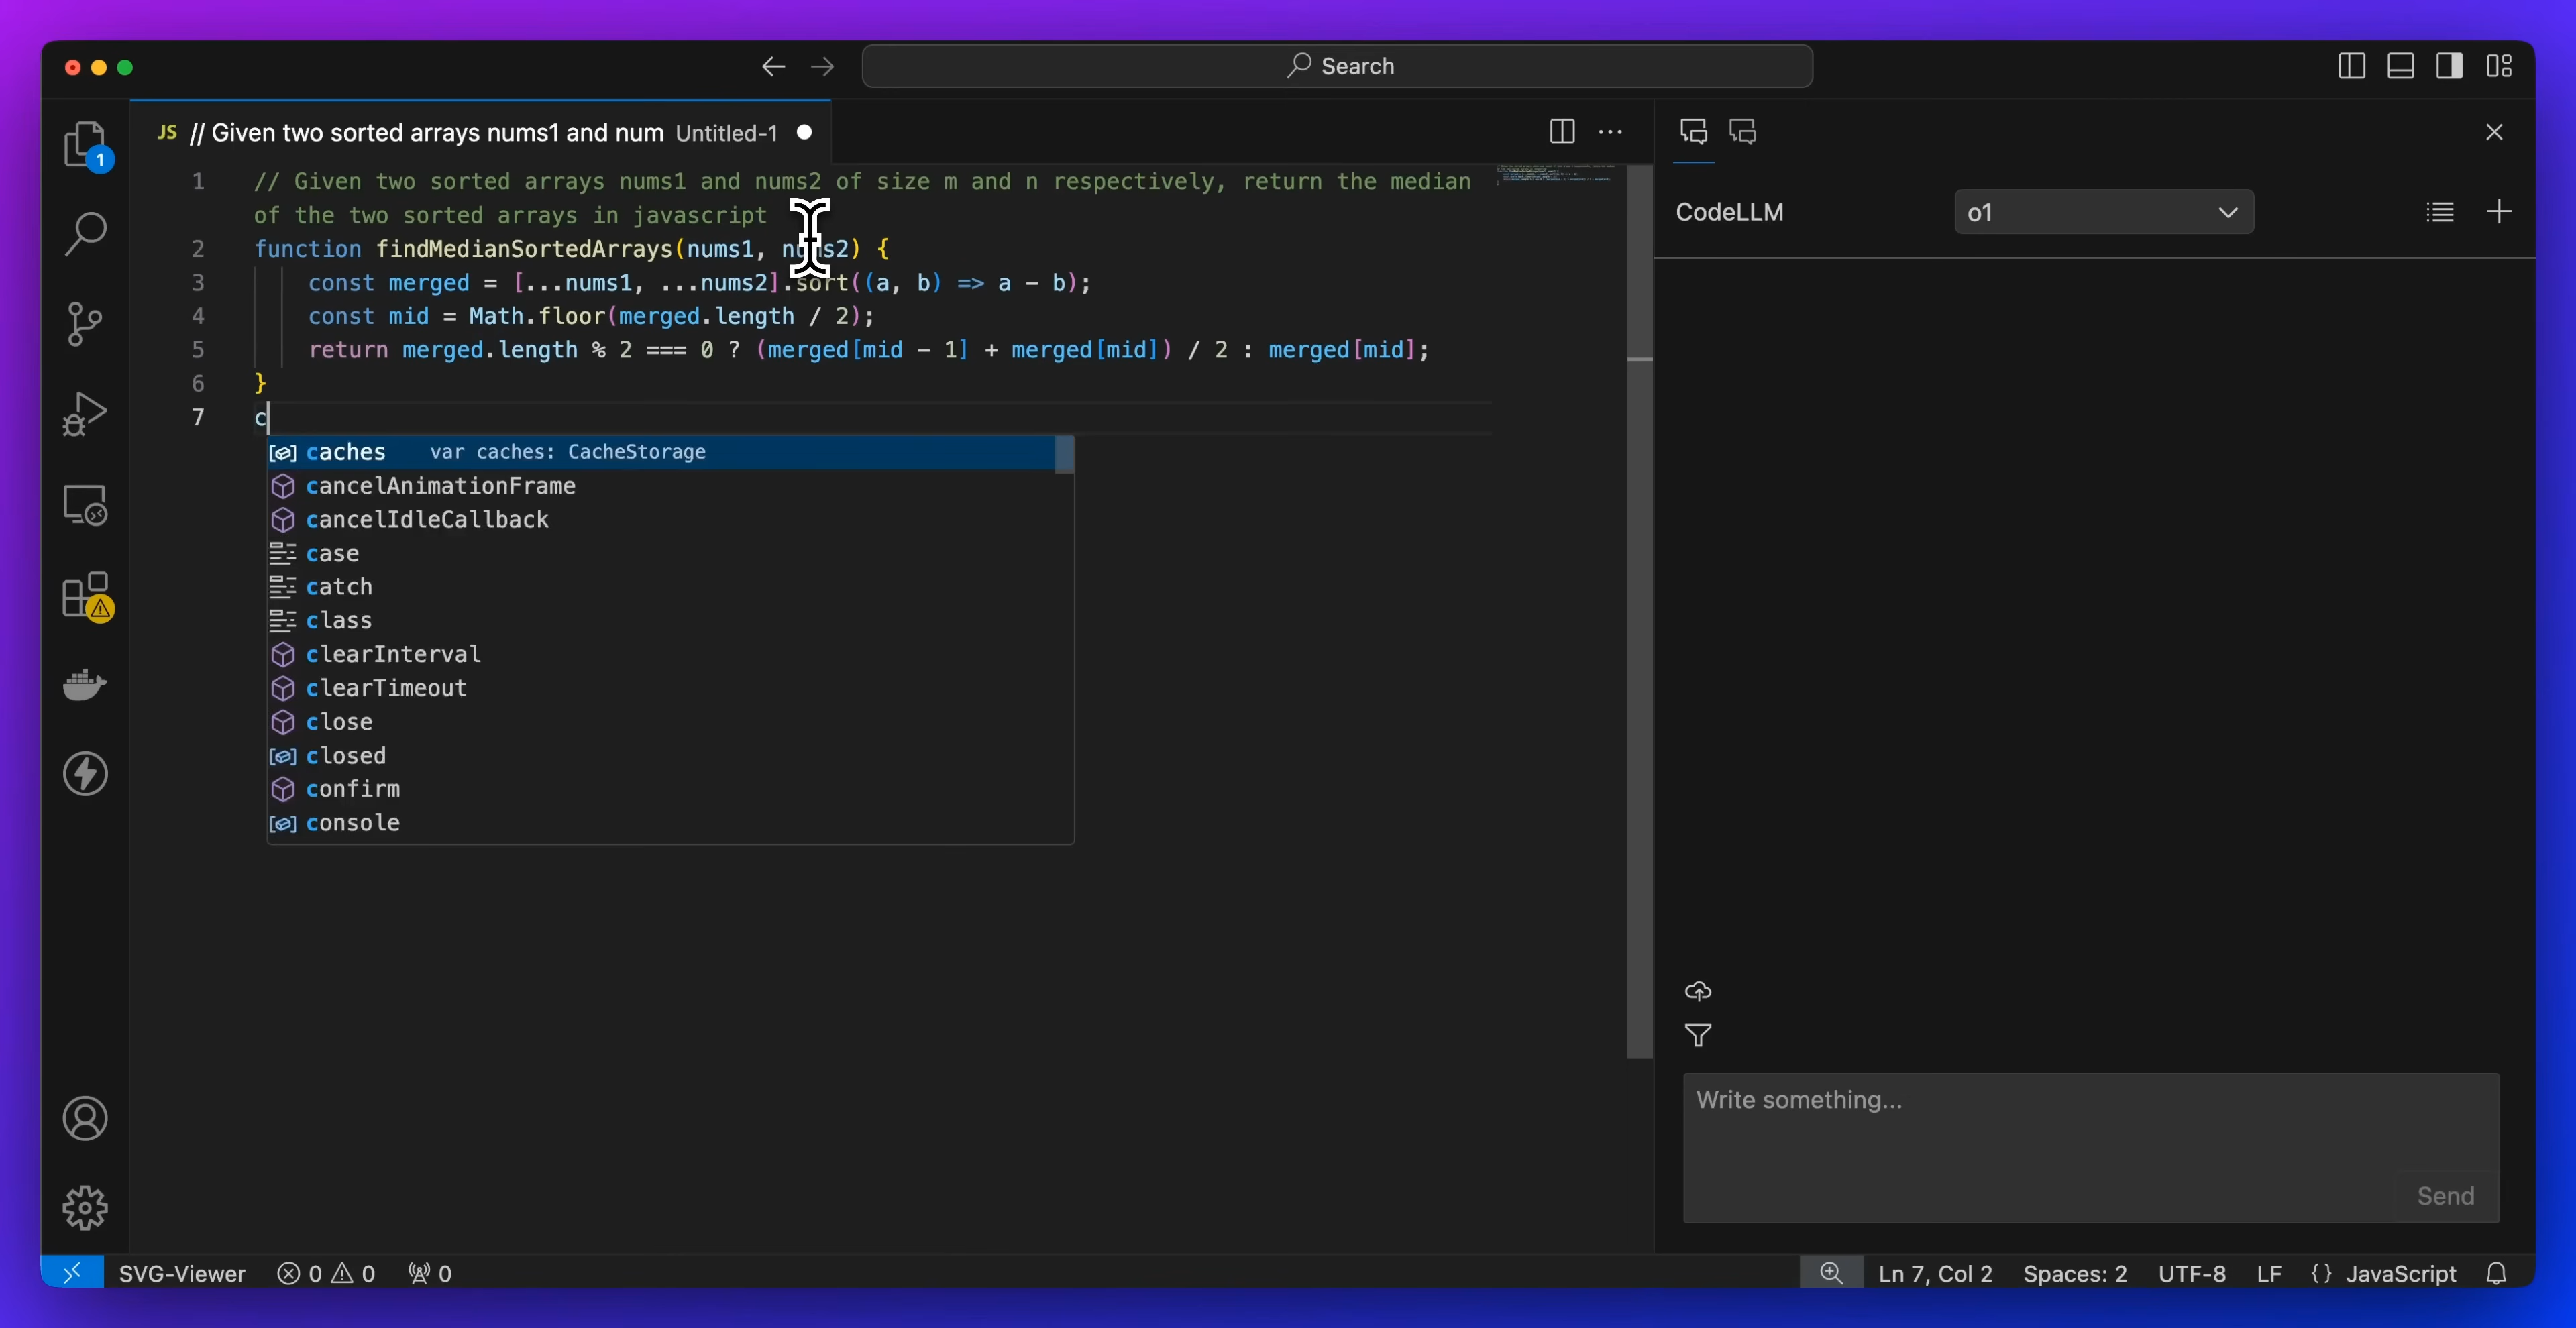 Search
JS // Given two sorted arrays nums1 and num Untitled-1
1
1 // Given two sorted arrays nums1 and nums2 of size m and n respectively, return the median
of the two sorted arrays in javascript
2 function findMedianSortedArrays(nums1, nums2) {
3 const merged = [...nums1, ...nums2].sort((a, b) => a - b);
4 const mid = Math.floor(merged.length / 2);
5 return merged.length % 2 === 0 ? (merged[mid - 1] + merged[mid]) / 2 : merged[mid];
6 }
7 c
caches var caches: CacheStorage
cancelAnimationFrame
cancelIdleCallback
case
catch
class
clearInterval
clearTimeout
close
closed
confirm
console
CodeLLM o1
Write something...
Send
SVG-Viewer 0 0 0 Ln 7, Col 2 Spaces: 2 UTF-8 LF {} JavaScript